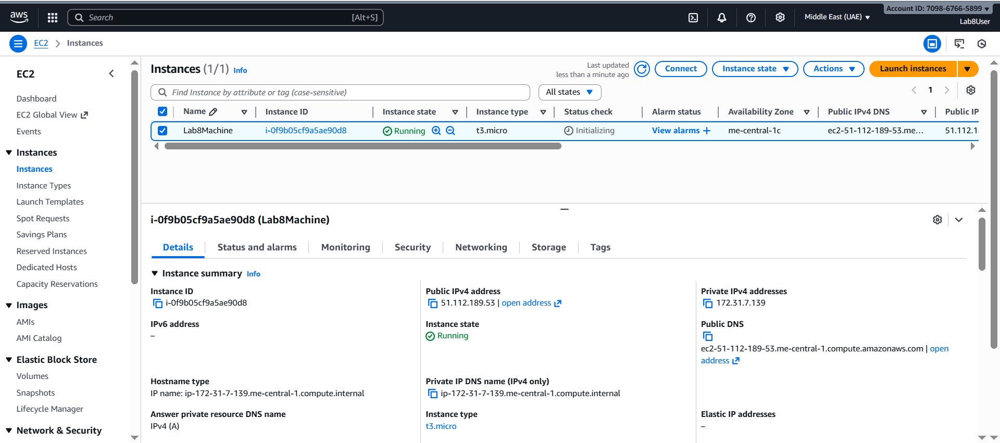 aws
Search [Alt+S]
Middle East (UAE)
Account ID: 7098-6766-5899
Lab8User
EC2 Instances
EC2
Dashboard
EC2 Global View
Events
Instances
Instances
Instance Types
Launch Templates
Spot Requests
Savings Plans
Reserved Instances
Dedicated Hosts
Capacity Reservations
Images
AMIs
AMI Catalog
Elastic Block Store
Volumes
Snapshots
Lifecycle Manager
Network & Security
Instances (1/1) Info
Last updated
less than a minute ago
Connect
Instance state
Actions
Launch instances
Find Instance by attribute or tag (case-sensitive)
All states
1
Name Instance ID Instance state Instance type Status check Alarm status Availability Zone Public IPv4 DNS Public IP
Lab8Machine i-0f9b05cf9a5ae90d8 Running t3.micro Initializing View alarms + me-central-1c ec2-51-112-189-53.me... 51.112.1
i-0f9b05cf9a5ae90d8 (Lab8Machine)
Details Status and alarms Monitoring Security Networking Storage Tags
Instance summary Info
Instance ID
i-0f9b05cf9a5ae90d8
Public IPv4 address
51.112.189.53 | open address
Private IPv4 addresses
172.31.7.139
IPv6 address
–
Instance state
Running
Public DNS
ec2-51-112-189-53.me-central-1.compute.amazonaws.com | open
address
Hostname type
IP name: ip-172-31-7-139.me-central-1.compute.internal
Private IP DNS name (IPv4 only)
ip-172-31-7-139.me-central-1.compute.internal
Answer private resource DNS name
IPv4 (A)
Instance type
t3.micro
Elastic IP addresses
–